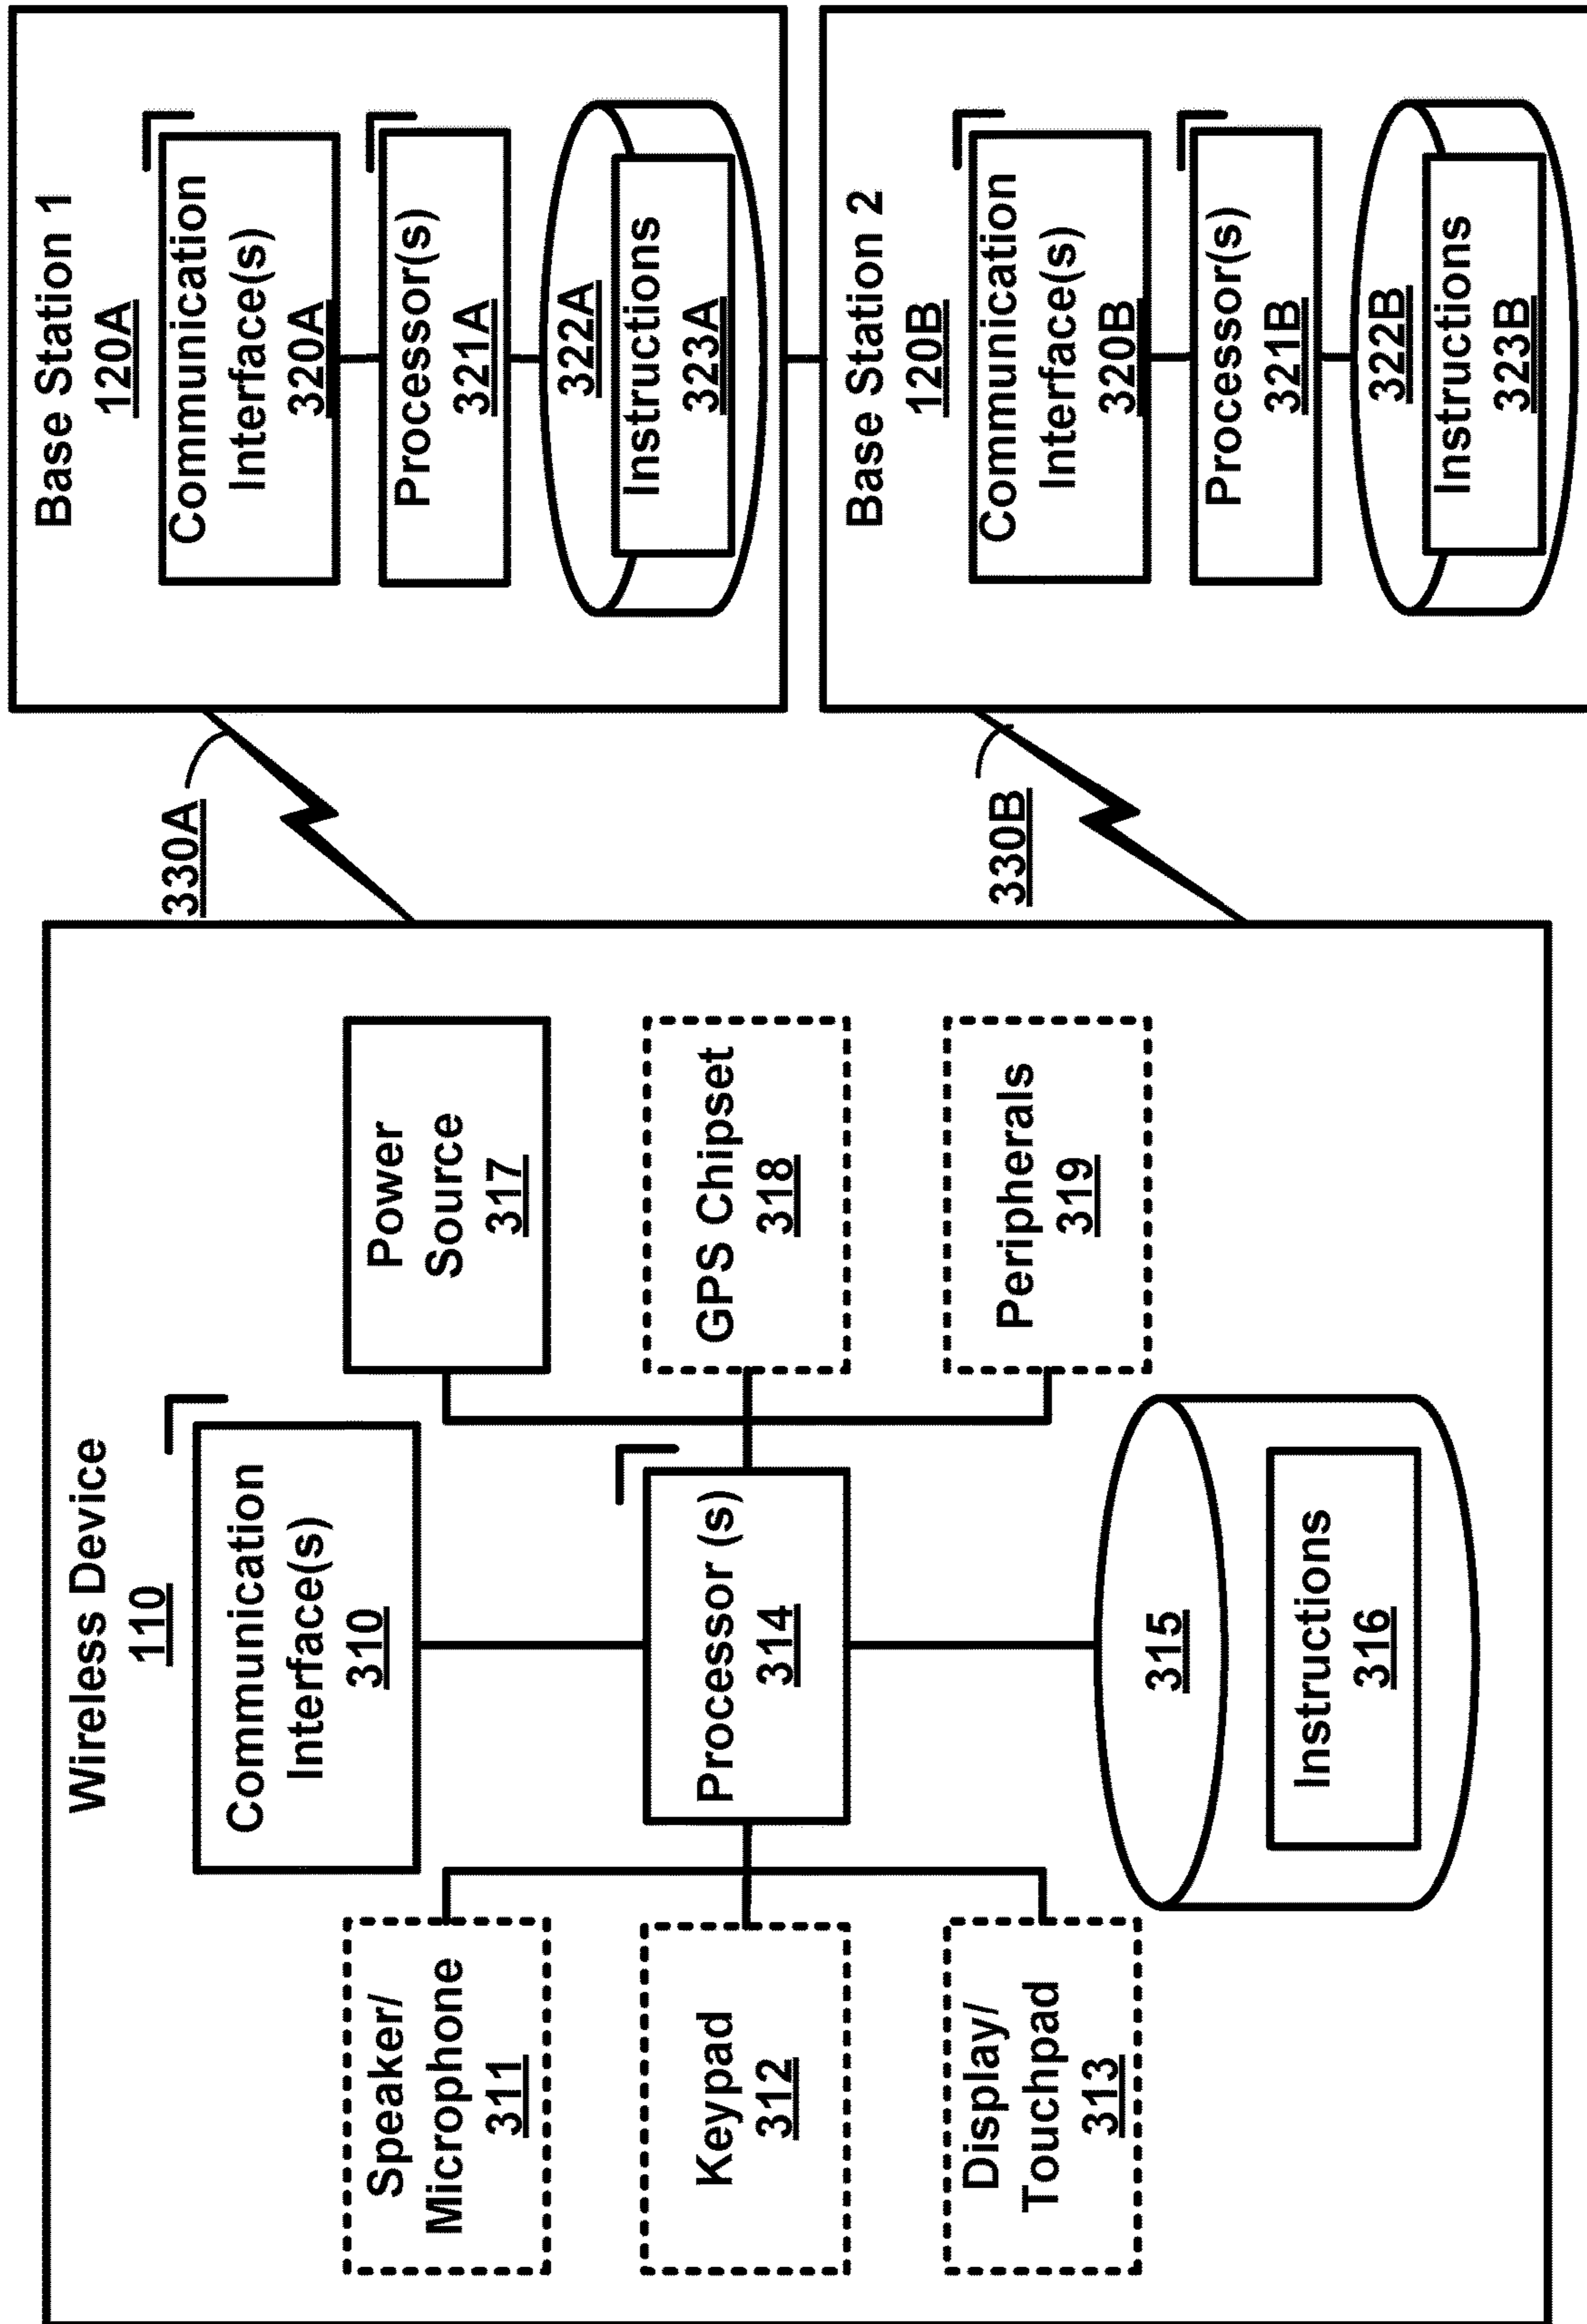 Wireless Device
110
Communication
Interface(s)
310
Speaker/
Microphone
311
Keypad
312
Display/
Touchpad
313
Processor (s)
314
315
Instructions
316
Power
Source
317
GPS Chipset
318
Peripherals
319
330A
330B
Base Station 1
120A
Communication
Interface(s)
320A
Processor(s)
321A
322A
Instructions
323A
Base Station 2
120B
Communication
Interface(s)
320B
Processor(s)
321B
322B
Instructions
323B